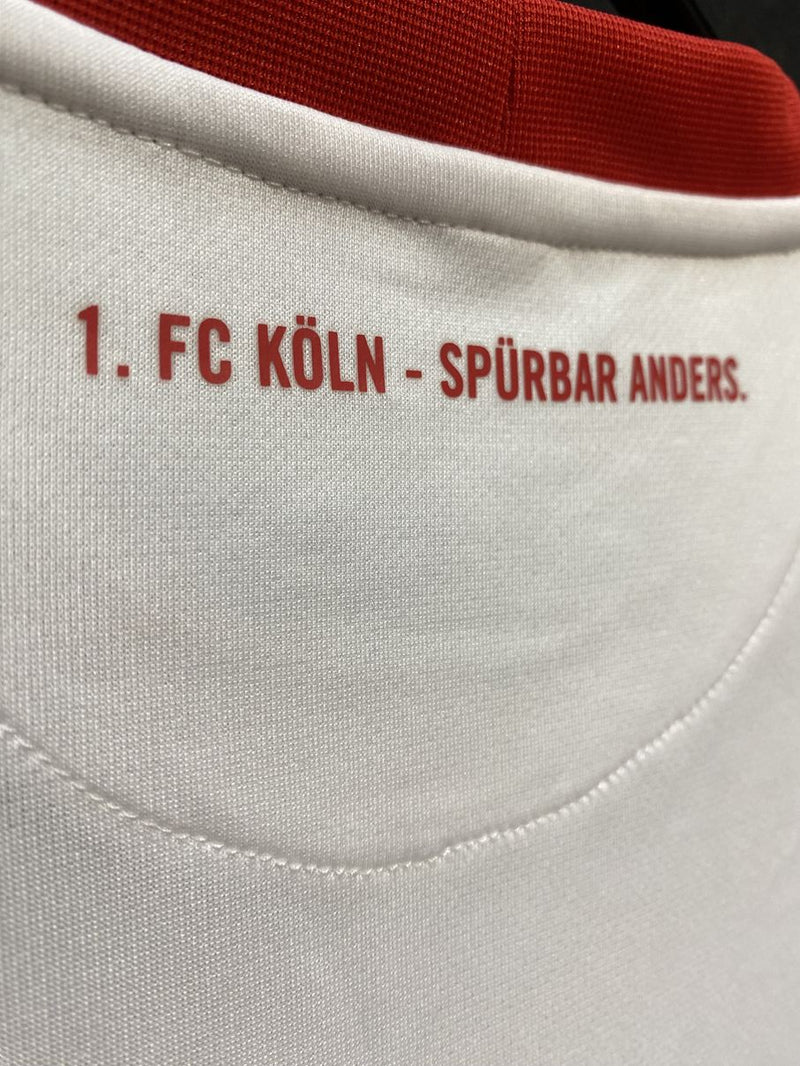 1. FC KÖLN - SPÜRBAR ANDERS.